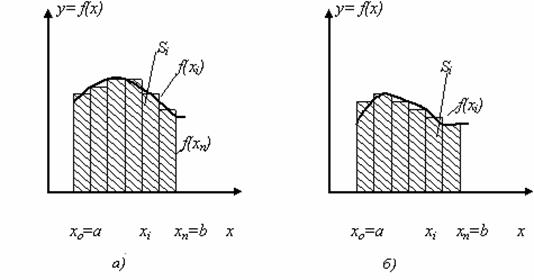 y= f(x)
S_i
f(x_i)
f(x_n)
x_o=a x_i x_n=b x
а)
y= f(x)
S_i
f(x_i)
x_o=a x_i x_n=b x
б)